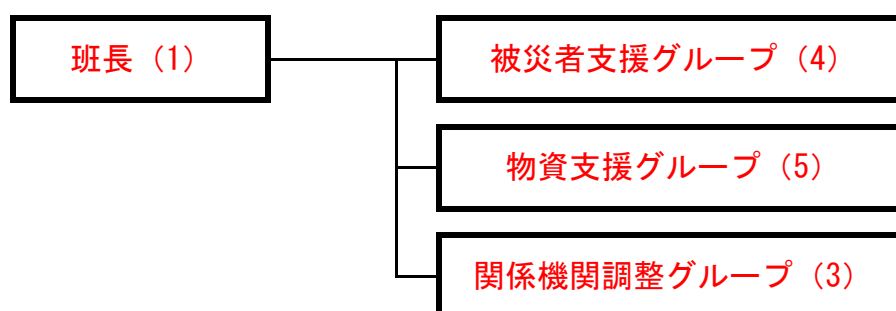 班長（1）
被災者支援グループ（4）
物資支援グループ（5）
関係機関調整グループ（3）